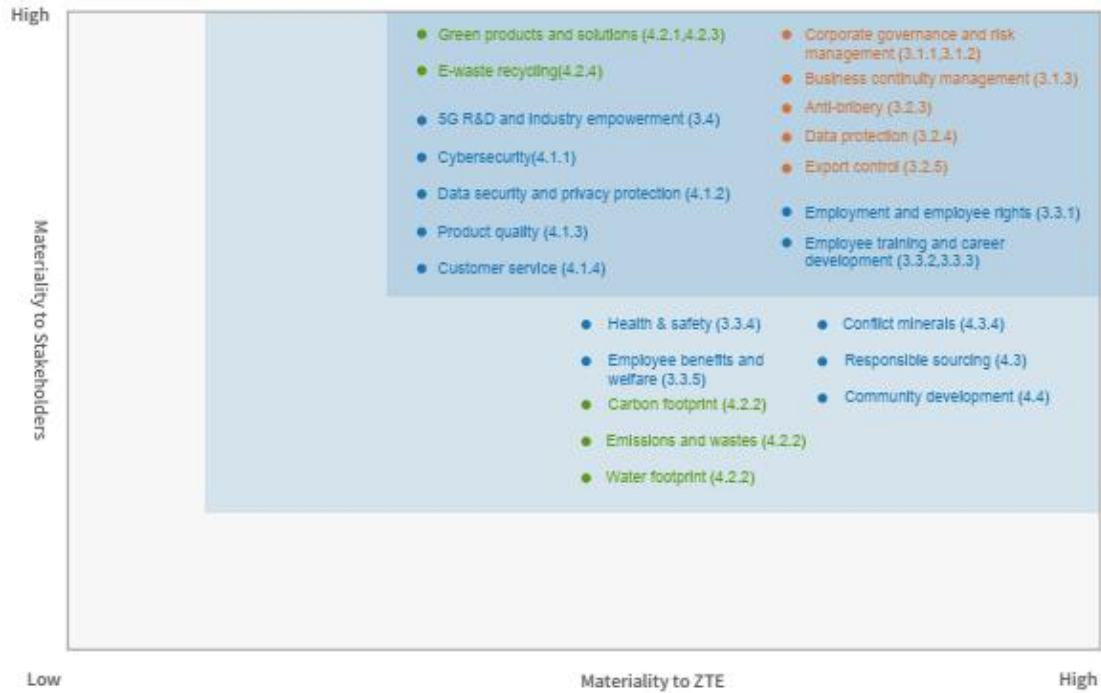 High
Green products and solutions (4.2.1,4.2.3)
E-waste recycling(4.2.4)
5G R&D and industry empowerment (3.4)
Cybersecurity(4.1.1)
Data security and privacy protection (4.1.2)
Product quality (4.1.3)
Customer service (4.1.4)
Corporate governance and risk
management (3.1.1,3.1.2)
Business continuity management (3.1.3)
Anti-bribery (3.2.3)
Data protection (3.2.4)
Export control (3.2.5)
Employment and employee rights (3.3.1)
Employee training and career
development (3.3.2,3.3.3)
Health & safety (3.3.4)
Employee benefits and
welfare (3.3.5)
Carbon footprint (4.2.2)
Emissions and wastes (4.2.2)
Water footprint (4.2.2)
Conflict minerals (4.3.4)
Responsible sourcing (4.3)
Community development (4.4)
Materiality to Stakeholders
Low
Materiality to ZTE
High